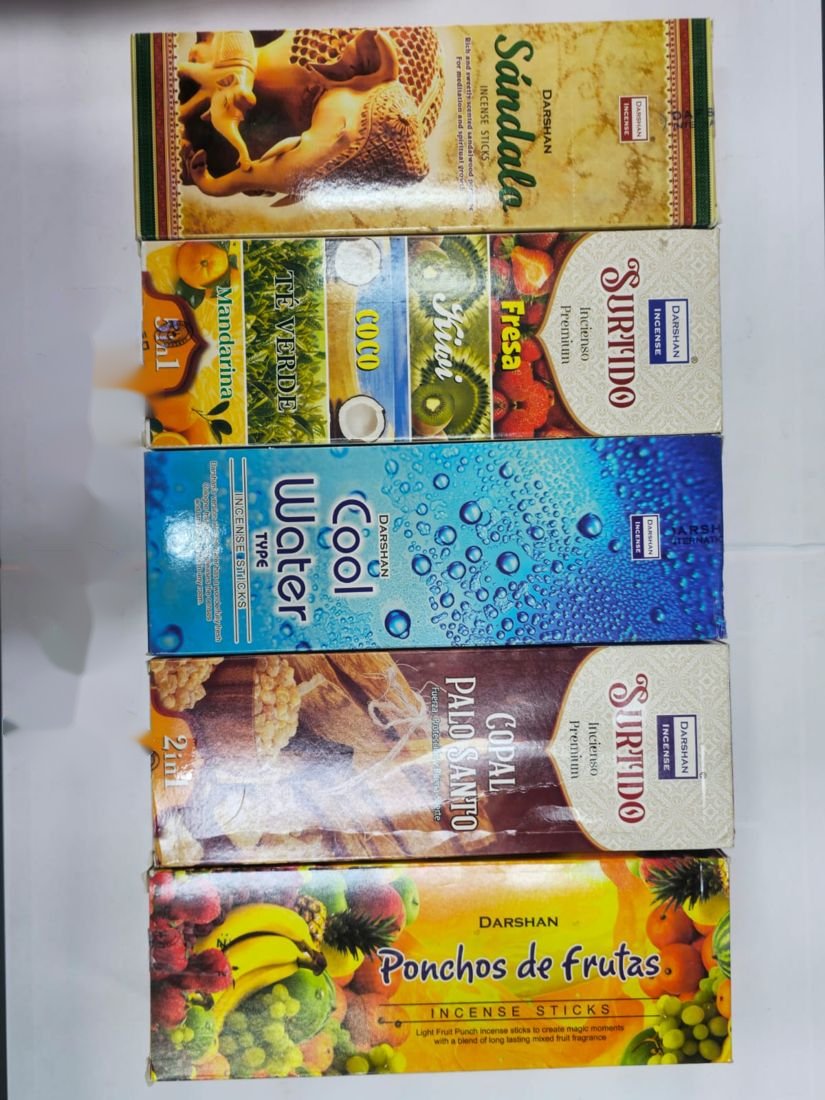 DARSHAN
INCENSE
DARSHAN
Sándalo
INCENSE STICKS
Rich and sweetly scented sandalwood
For meditation and spiritual
DARSHAN
INCENSE
SURTIDO
Incienso
Premium
Fresa
Kiwi
COCO
TÉ VERDE
Mandarina
5in1
DARSHAN
INCENSE
DARSHAN
Cool
Water
TYPE
INCENSE STICKS
DARSHAN
INCENSE
SURTIDO
Incienso
Premium
COPAL
PALO SANTO
2in1
DARSHAN
Ponchos de frutas
INCENSE STICKS
Light Fruit Punch incense sticks to create magic moments
with a blend of long lasting mixed fruit fragrance